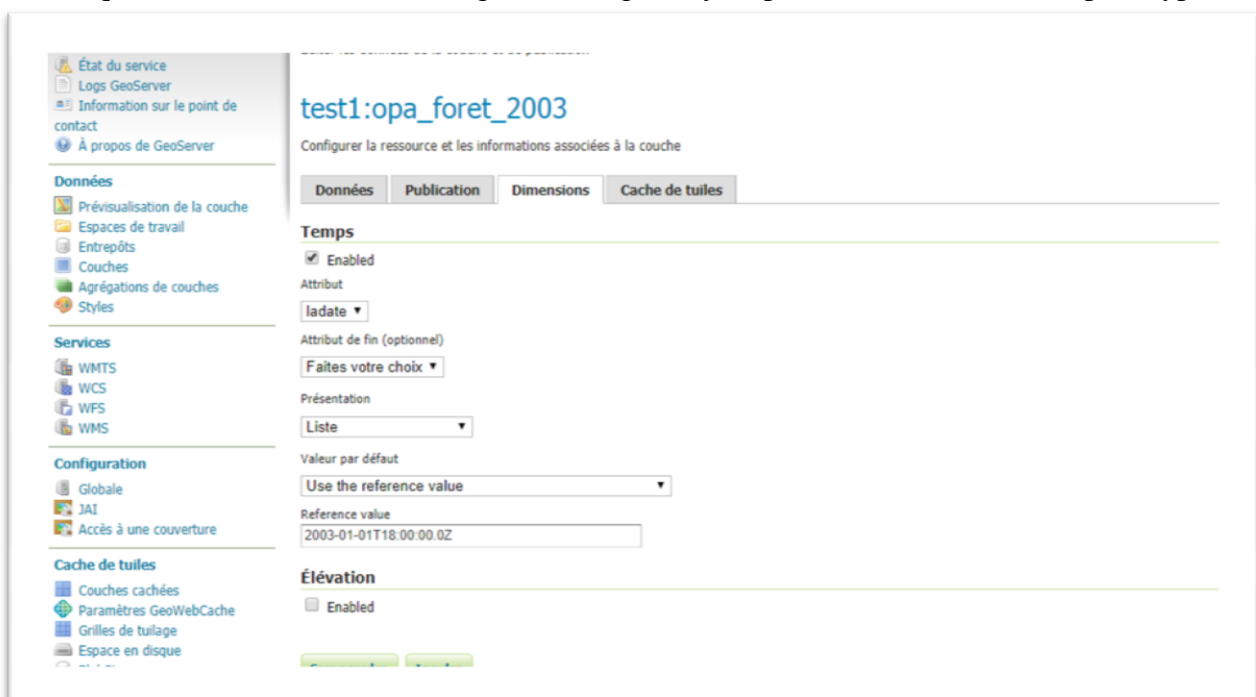 État du service
Logs GeoServer
Information sur le point de
contact
À propos de GeoServer
Données
Prévisualisation de la couche
Espaces de travail
Entrepôts
Couches
Agrégations de couches
Styles
Services
WMTS
WCS
WFS
WMS
Configuration
Globale
JAI
Accès à une couverture
Cache de tuiles
Couches cachées
Paramètres GeoWebCache
Grilles de tuilage
Espace en disque
test1:opa_foret_2003
Configurer la ressource et les informations associées à la couche
Données Publication Dimensions Cache de tuiles
Temps
Enabled
Attribut
ladate
Attribut de fin (optionnel)
Faites votre choix
Présentation
Liste
Valeur par défaut
Use the reference value
Reference value
2003-01-01T18:00:00.0Z
Élévation
Enabled